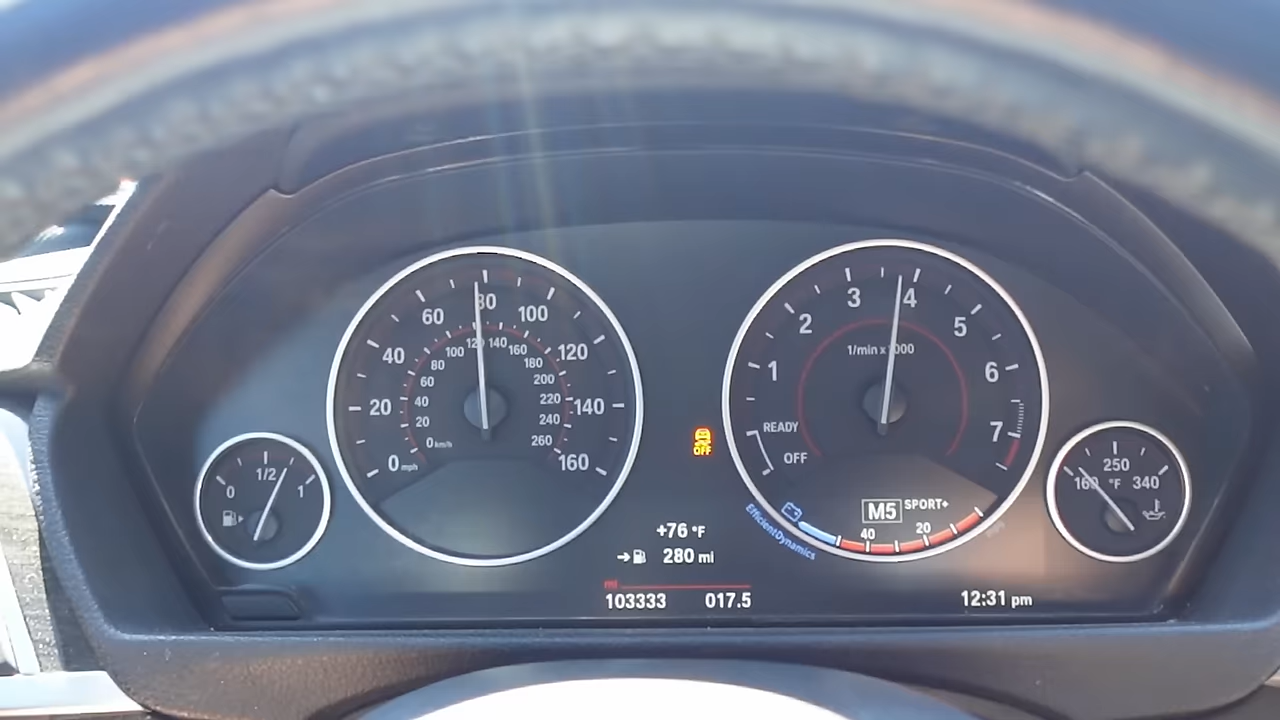 0
1/2
1
0 mph
20
40
60
80
100
120
140
160
0 km/h
20
40
60
80
100
120
140
160
180
200
220
240
260
OFF
+76 °F
280 mi
mi
103333 017.5
1/min x 1000
OFF
READY
1
2
3
4
5
6
7
M5 SPORT+
EfficientDynamics
40
20
12:31 pm
160 °F
250
340